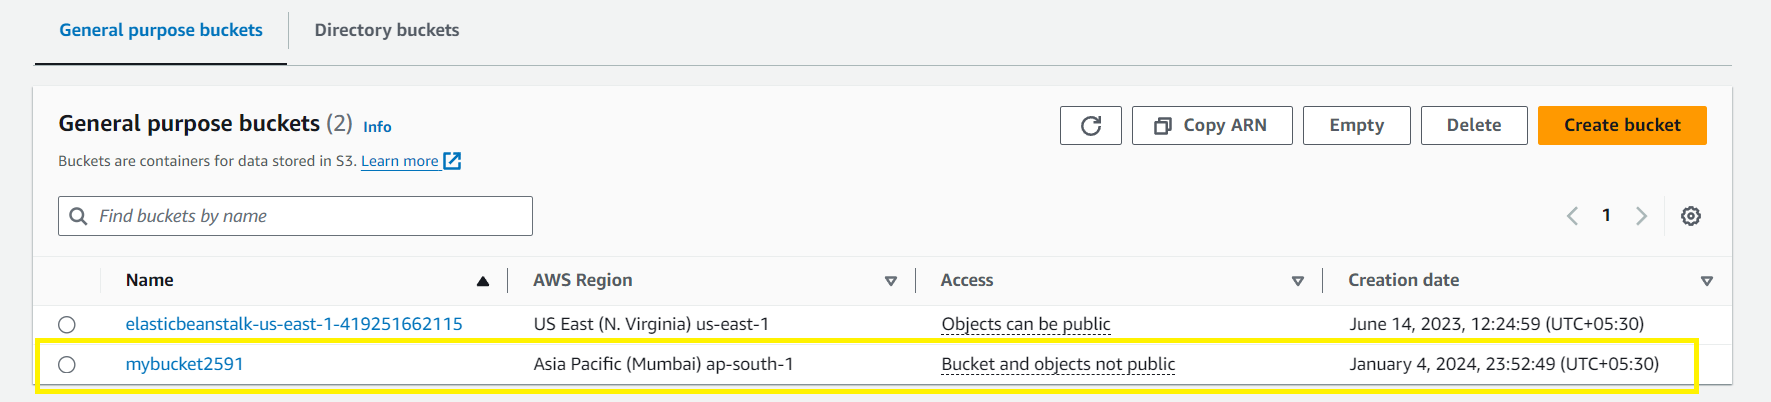 General purpose buckets Directory buckets
General purpose buckets (2) Info
Copy ARN Empty Delete Create bucket
Buckets are containers for data stored in S3. Learn more
Find buckets by name
1
Name AWS Region Access Creation date
elasticbeanstalk-us-east-1-419251662115 US East (N. Virginia) us-east-1 Objects can be public June 14, 2023, 12:24:59 (UTC+05:30)
mybucket2591 Asia Pacific (Mumbai) ap-south-1 Bucket and objects not public January 4, 2024, 23:52:49 (UTC+05:30)